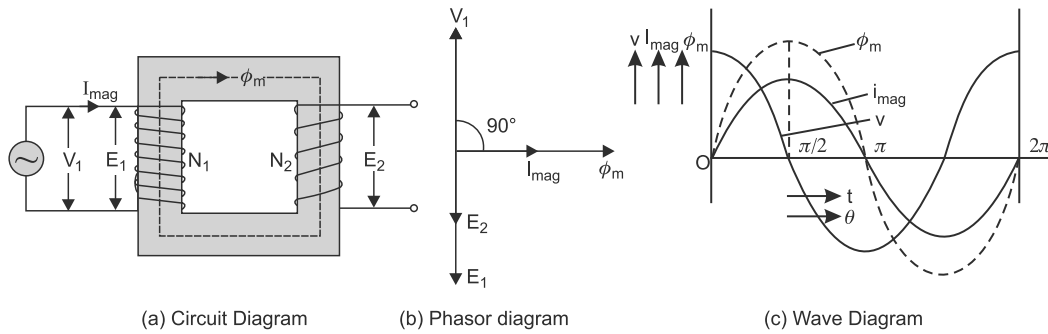 I_mag
ϕ_m
V_1
E_1
N_1
N_2
E_2
(a) Circuit Diagram
V_1
90°
I_mag
ϕ_m
E_2
E_1
(b) Phasor diagram
v I_mag ϕ_m
ϕ_m
i_mag
v
O
π/2
π
2π
t
θ
(c) Wave Diagram